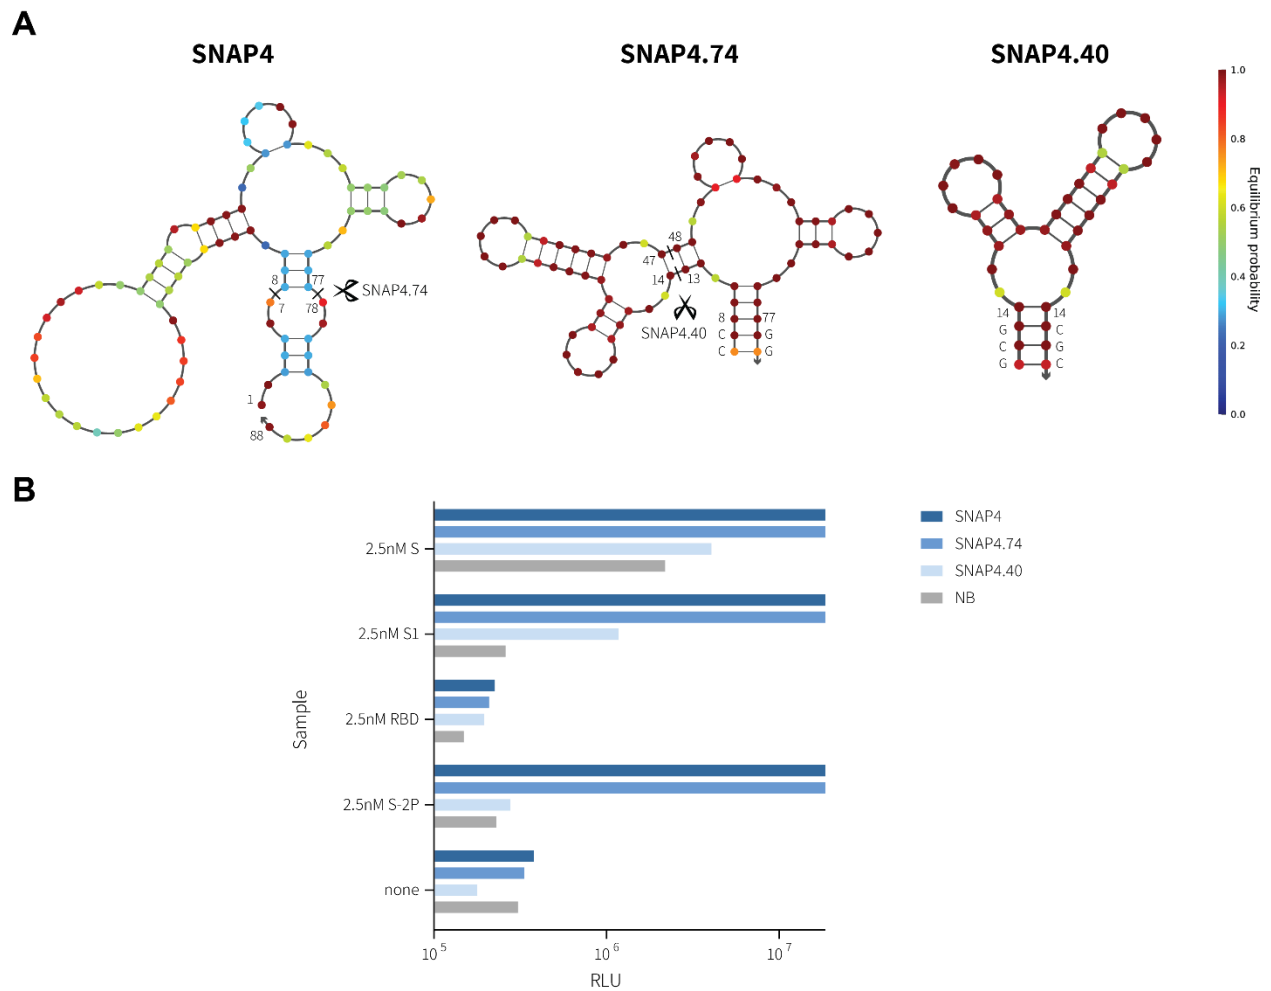 A
SNAP4
SNAP4.74
SNAP4.40
1.0
0.8
0.6
0.4
0.2
0.0
Equilibrium probability
8
77
7
78
SNAP4.74
1
88
48
47
14
13
SNAP4.40
8
77
C
G
C
G
14
14
G
C
C
G
G
C
B
2.5nM S
2.5nM S1
2.5nM RBD
2.5nM S-2P
none
Sample
10^5
10^6
10^7
RLU
SNAP4
SNAP4.74
SNAP4.40
NB